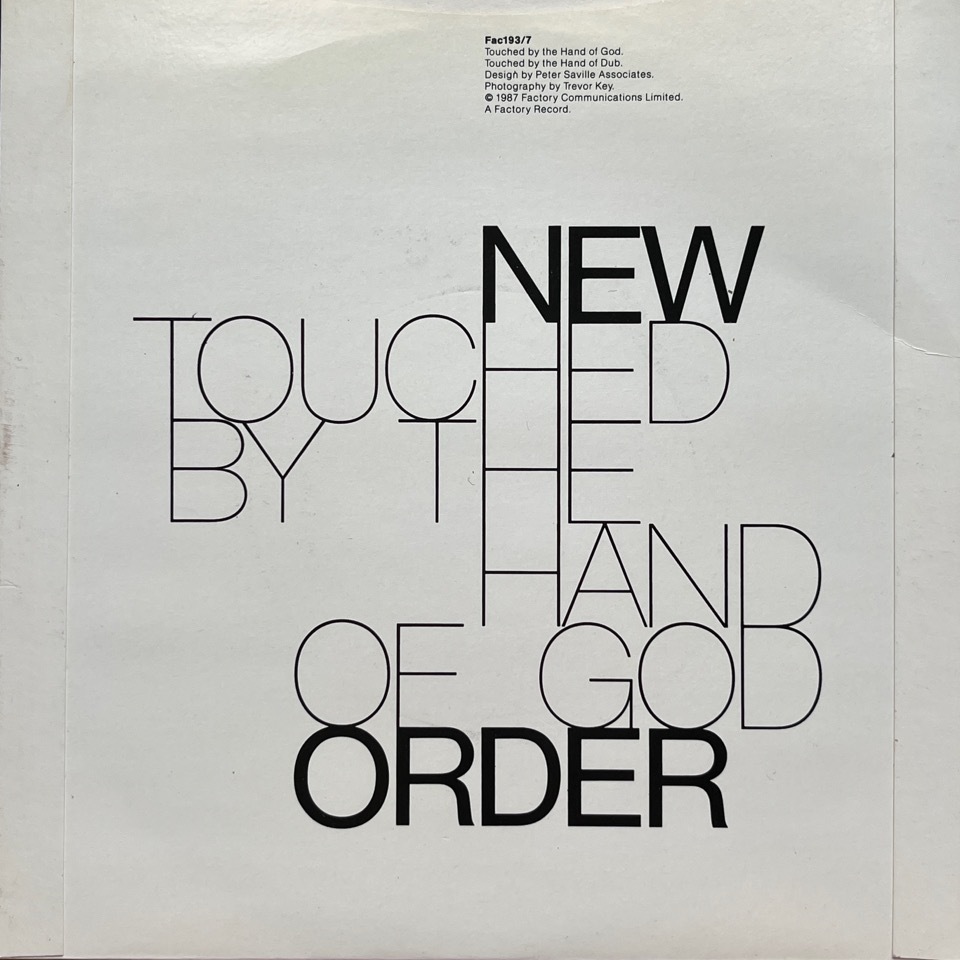 Fac193/7
Touched by the Hand of God.
Touched by the Hand of Dub.
Design by Peter Saville Associates.
Photography by Trevor Key.
© 1987 Factory Communications Limited.
A Factory Record.
NEW
TOUCHED
BY THE
HAND
OF GOD
ORDER